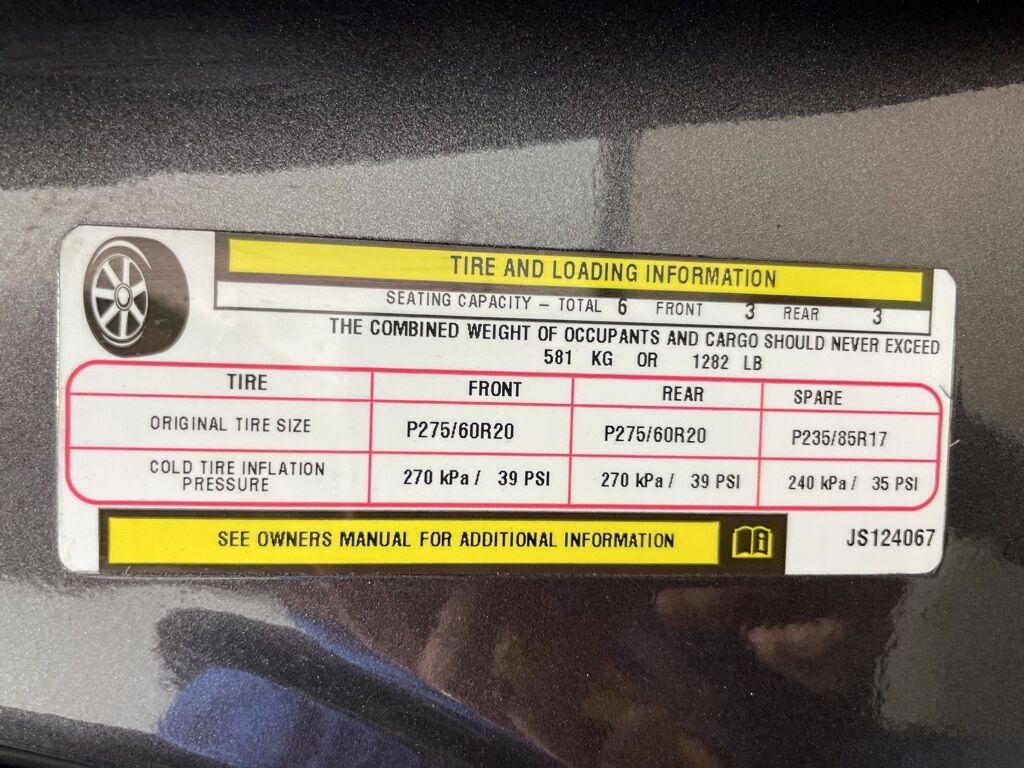 TIRE AND LOADING INFORMATION
SEATING CAPACITY – TOTAL 6 FRONT 3 REAR 3
THE COMBINED WEIGHT OF OCCUPANTS AND CARGO SHOULD NEVER EXCEED
581 KG OR 1282 LB
TIRE FRONT REAR SPARE
ORIGINAL TIRE SIZE P275/60R20 P275/60R20 P235/85R17
COLD TIRE INFLATION PRESSURE 270 kPa / 39 PSI 270 kPa / 39 PSI 240 kPa / 35 PSI
SEE OWNERS MANUAL FOR ADDITIONAL INFORMATION
JS124067